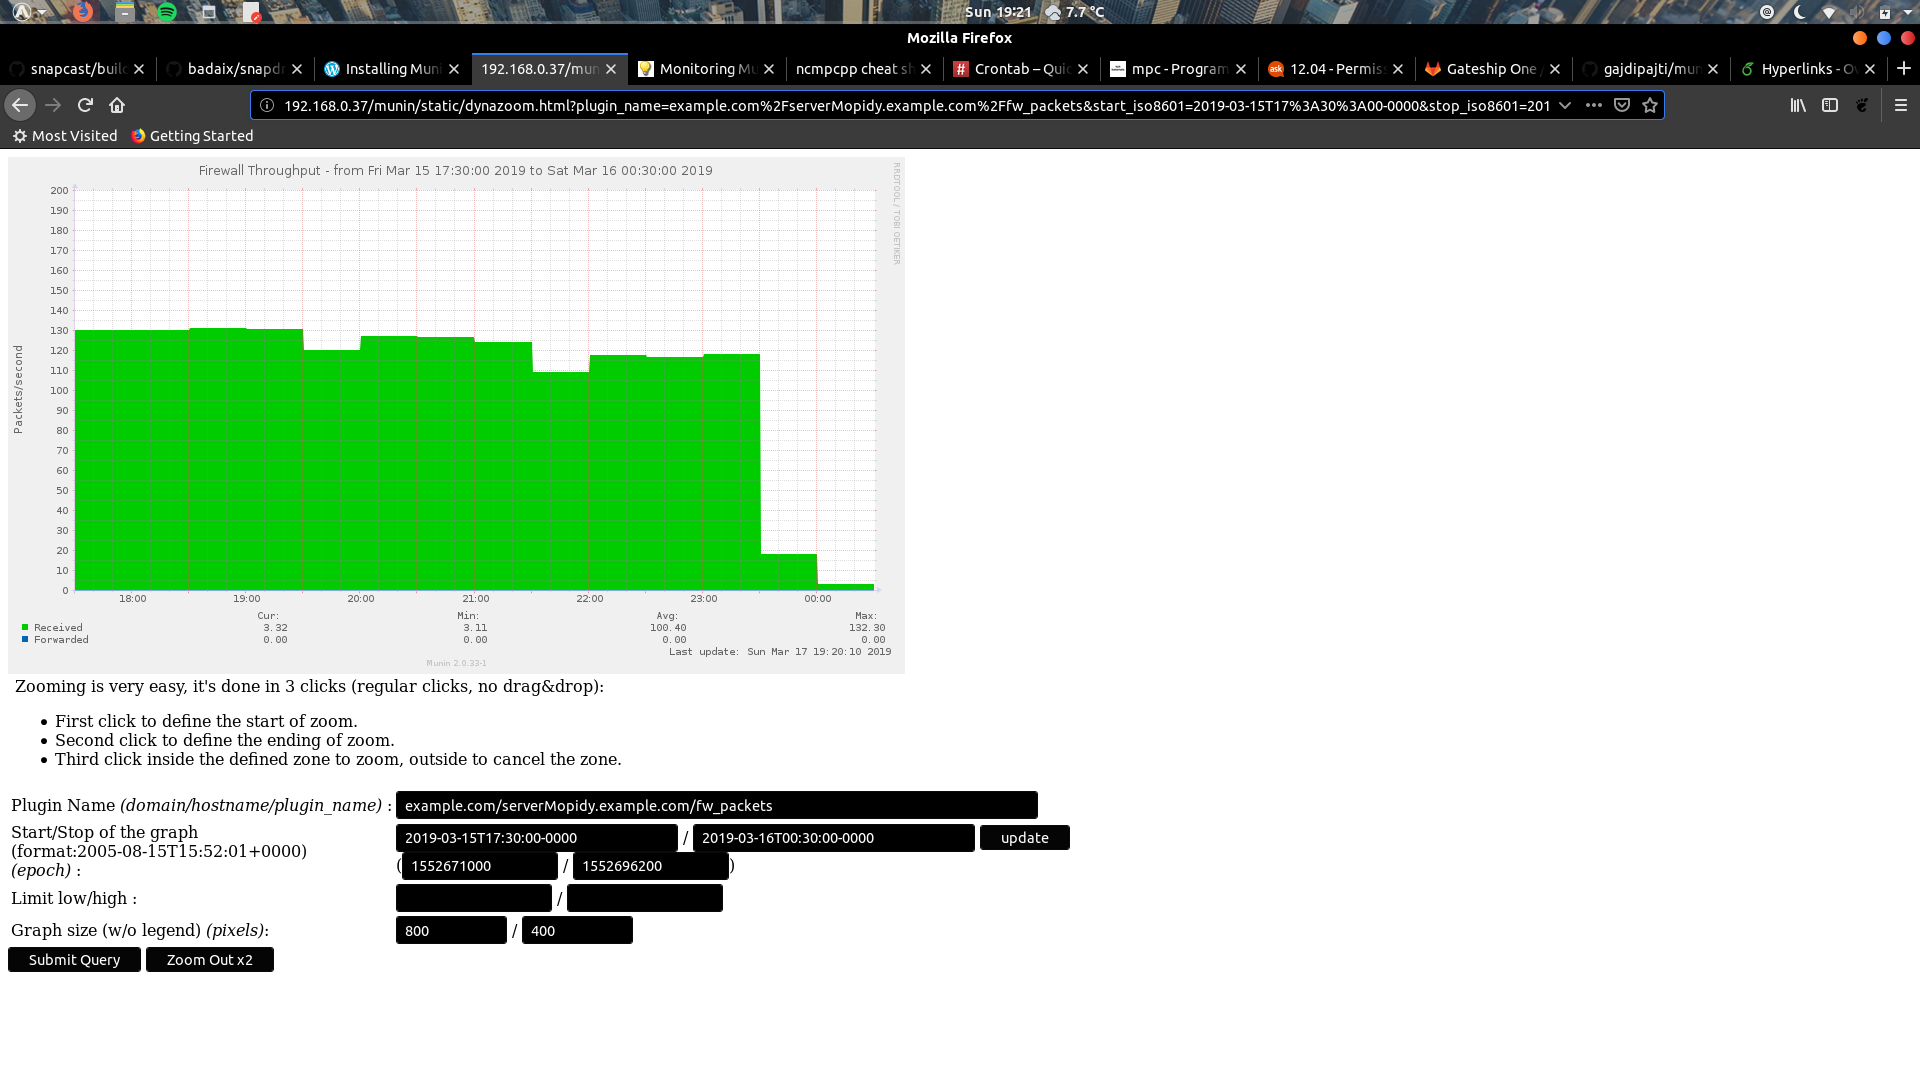 Sun 19:21 7.7 °C
Mozilla Firefox
snapcast/build badaix/snapdr Installing Muni 192.168.0.37/mun Monitoring Mu ncmpcpp cheat sh Crontab – Quic mpc - Program 12.04 - Permiss Gateship One / gajdipajti/mun Hyperlinks - Ov
192.168.0.37/munin/static/dynazoom.html?plugin_name=example.com%2FserverMopidy.example.com%2Ffw_packets&start_iso8601=2019-03-15T17%3A30%3A00-0000&stop_iso8601=201
Most Visited Getting Started
Firewall Throughput - from Fri Mar 15 17:30:00 2019 to Sat Mar 16 00:30:00 2019
RRDTOOL / TOBI OETIKER
Packets/second
200
190
180
170
160
150
140
130
120
110
100
90
80
70
60
50
40
30
20
10
0
18:00 19:00 20:00 21:00 22:00 23:00 00:00
Cur: Min: Avg: Max:
Received 3.32 3.11 100.40 132.30
Forwarded 0.00 0.00 0.00 0.00
Last update: Sun Mar 17 19:20:10 2019
Munin 2.0.33-1
Zooming is very easy, it's done in 3 clicks (regular clicks, no drag&drop):
• First click to define the start of zoom.
• Second click to define the ending of zoom.
• Third click inside the defined zone to zoom, outside to cancel the zone.
Plugin Name (domain/hostname/plugin_name) : example.com/serverMopidy.example.com/fw_packets
Start/Stop of the graph
(format:2005-08-15T15:52:01+0000)
(epoch) :
2019-03-15T17:30:00-0000 / 2019-03-16T00:30:00-0000 update
(1552671000 / 1552696200)
Limit low/high : /
Graph size (w/o legend) (pixels): 800 / 400
Submit Query Zoom Out x2